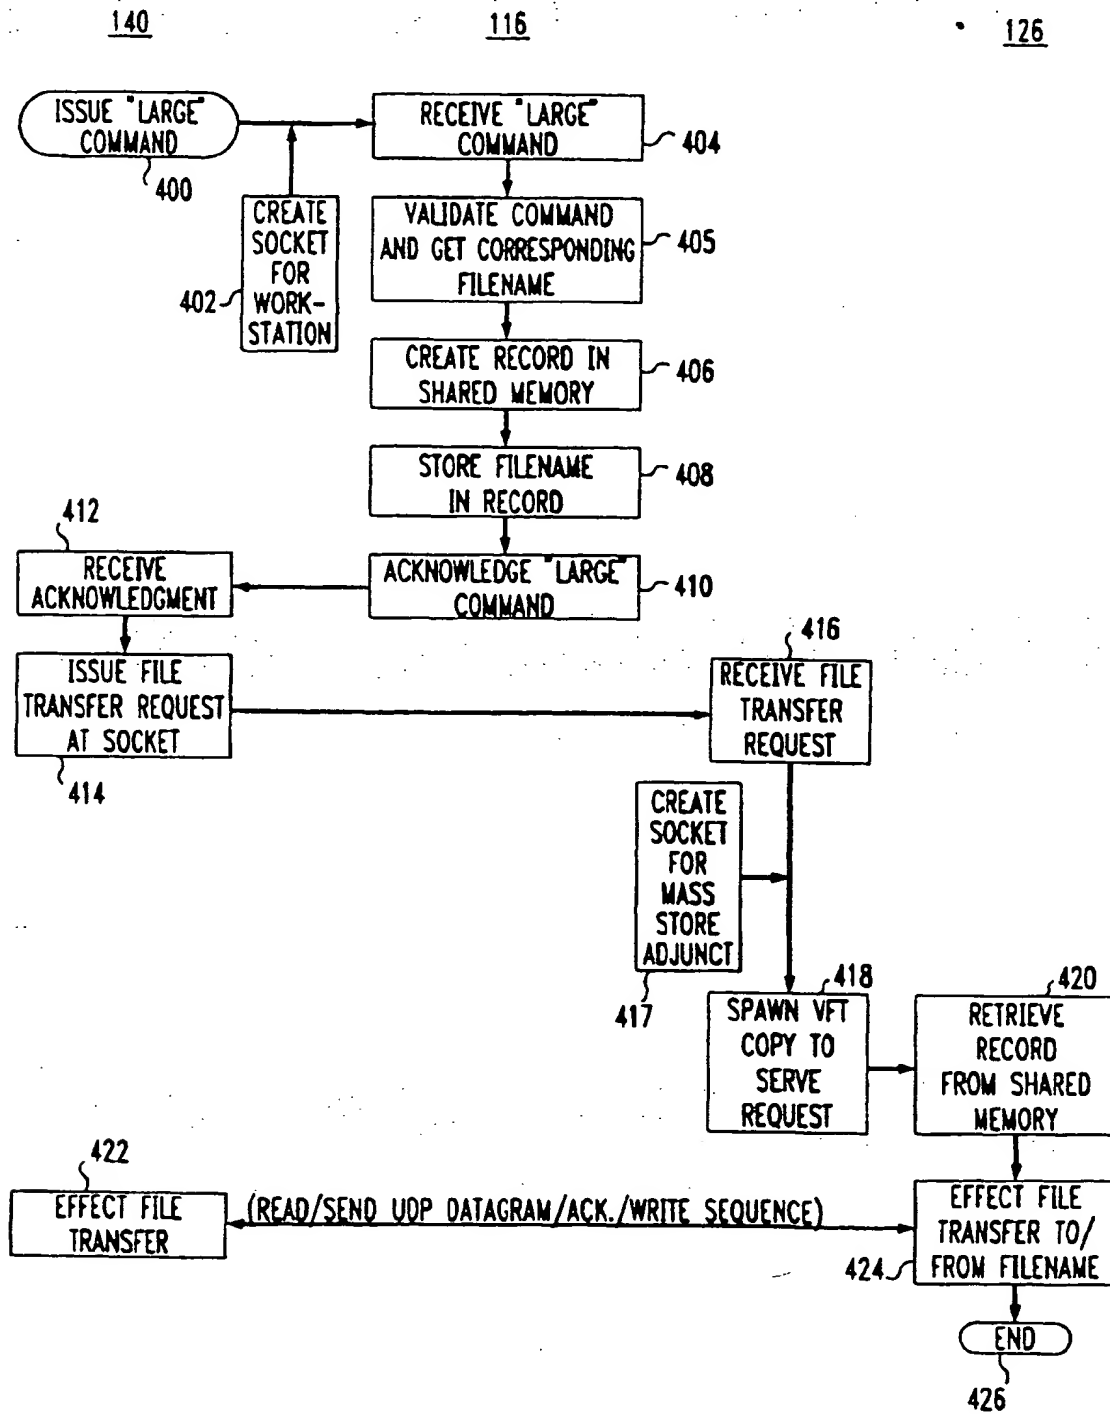 140
116
126
ISSUE "LARGE"
COMMAND
400
RECEIVE "LARGE"
COMMAND
404
CREATE
SOCKET
FOR
WORK-
STATION
402
VALIDATE COMMAND
AND GET CORRESPONDING
FILENAME
405
CREATE RECORD IN
SHARED MEMORY
406
STORE FILENAME
IN RECORD
408
412
RECEIVE
ACKNOWLEDGMENT
ACKNOWLEDGE "LARGE"
COMMAND
410
ISSUE FILE
TRANSFER REQUEST
AT SOCKET
414
416
RECEIVE FILE
TRANSFER
REQUEST
CREATE
SOCKET
FOR
MASS
STORE
ADJUNCT
417
418
SPAWN VFT
COPY TO
SERVE
REQUEST
420
RETRIEVE
RECORD
FROM SHARED
MEMORY
422
EFFECT FILE
TRANSFER
(READ/SEND UDP DATAGRAM/ACK./WRITE SEQUENCE)
EFFECT FILE
TRANSFER TO/
FROM FILENAME
424
END
426